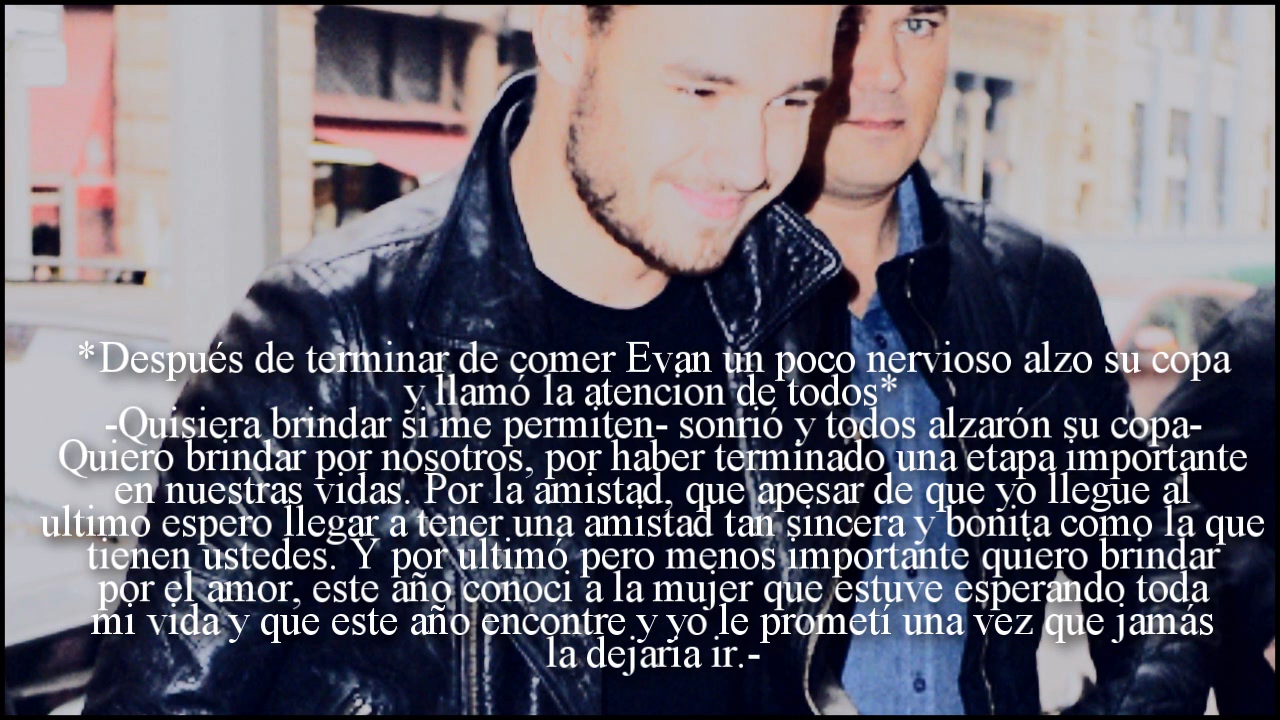 *Después de terminar de comer Evan un poco nervioso alzo su copa
y llamó la atencion de todos*
-Quisiera brindar si me permiten- sonrió y todos alzarón su copa-
Quiero brindar por nosotros, por haber terminado una etapa importante
en nuestras vidas. Por la amistad, que apesar de que yo llegue al
ultimo espero llegar a tener una amistad tan sincera y bonita como la que
tienen ustedes. Y por ultimó pero menos importante quiero brindar
por el amor, este año conoci a la mujer que estuve esperando toda
mi vida y que este año encontre y yo le prometí una vez que jamás
la dejaria ir.-